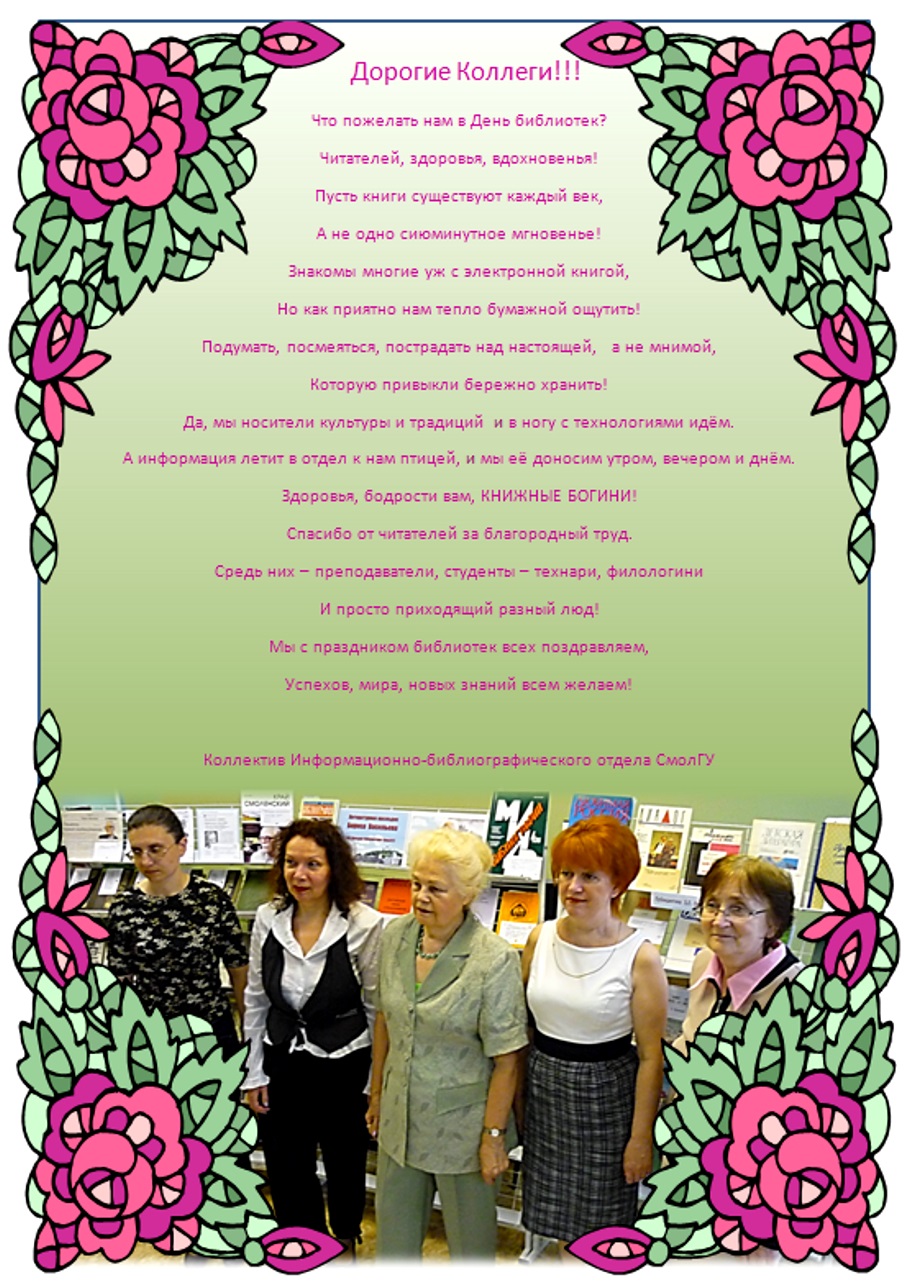 Дорогие Коллеги!!!
Что пожелать нам в День библиотек?
Читателей, здоровья, вдохновенья!
Пусть книги существуют каждый век,
А не одно сиюминутное мгновенье!
Знакомы многие уж с электронной книгой,
Но как приятно нам тепло бумажной ощутить!
Подумать, посмеяться, пострадать над настоящей, а не мнимой,
Которую привыкли бережно хранить!
Да, мы носители культуры и традиций и в ногу с технологиями идём.
А информация летит в отдел к нам птицей, и мы её доносим утром, вечером и днём.
Здоровья, бодрости вам, КНИЖНЫЕ БОГИНИ!
Спасибо от читателей за благородный труд.
Средь них – преподаватели, студенты – технари, филологини
И просто приходящий разный люд!
Мы с праздником библиотек всех поздравляем,
Успехов, мира, новых знаний всем желаем!
Коллектив Информационно-библиографического отдела СмолГУ
КРАЙ
СМОЛЕНСКИЙ